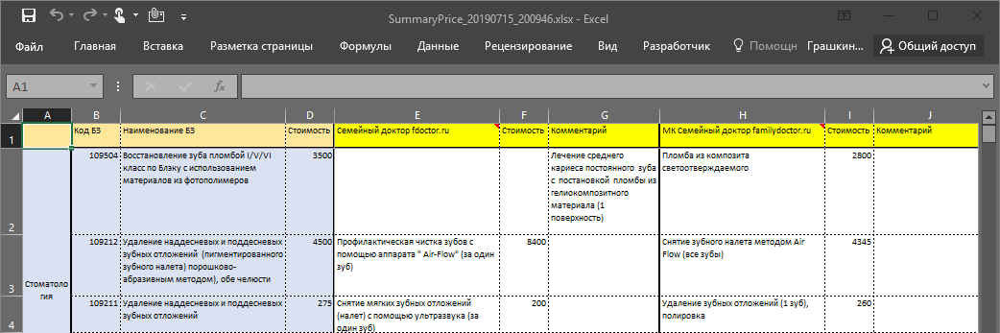 SummaryPrice_20190715_200946.xlsx - Excel
Файл Главная Вставка Разметка страницы Формулы Данные Рецензирование Вид Разработчик Помощн Грашкин... Общий доступ
A1 fx
A B C D E F G H I J
1 Код БЗ Наименование БЗ Стоимость Семейный доктор fdoctor.ru Стоимость Комментарий МК Семейный доктор familydoctor.ru Стоимость Комментарий
109504 Восстановление зуба пломбой I/V/VI 3500 Лечение среднего Пломба из композита 2800
класс по Блэку с использованием кариеса постоянного зуба светоотверждаемого
материалов из фотополимеров с постановкой пломбы из
гелиокомпозитного
материала (1
2 поверхность)
109212 Удаление наддесневых и поддесневых 4500 Профилактическая чистка зубов с 8400 Снятие зубного налета методом Air 4345
зубных отложений (пигментированного помощью аппарата " Air-Flow" (за один Flow (все зубы)
зубного налета) порошково- зуб)
абразивным методом), обе челюсти
Стоматоло
3 гия
109211 Удаление наддесневых и поддесневых 275 Снятие мягких зубных отложений 200 Удаление зубных отложений (1 зуб), 260
зубных отложений (налет) с помощью ультразвука (за полировка
4 один зуб)